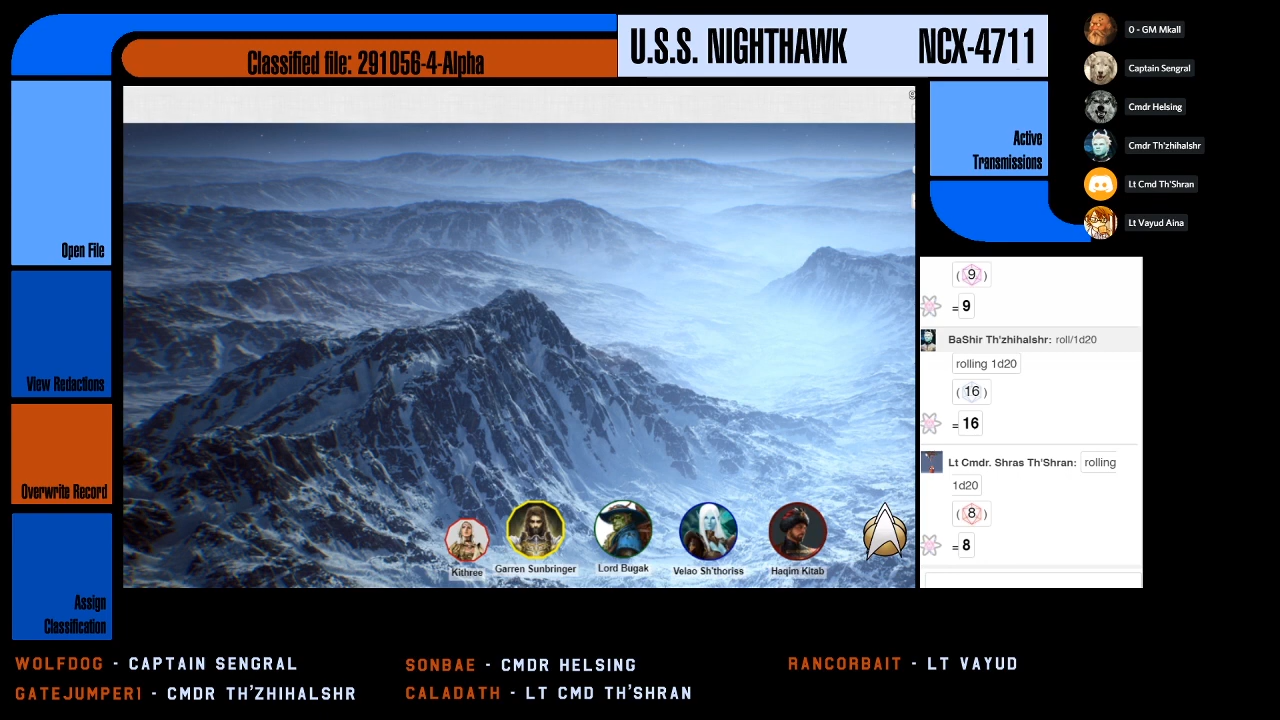 Classified file: 291056-4-Alpha
U.S.S. NIGHTHAWK NCX-4711
Open File
View Redactions
Overwrite Record
Assign
Classification
Active
Transmissions
0 - GM Mkall
Captain Sengral
Cmdr Helsing
Cmdr Th'zhihalshr
Lt Cmd Th'Shran
Lt Vayud Aina
Kithree
Garren Sunbringer
Lord Bugak
Velao Sh'thoriss
Haqim Kitab
(9)
=9
BaShir Th'zhihalshr: roll/1d20
rolling 1d20
(16)
=16
Lt Cmdr. Shras Th'Shran: rolling
1d20
(8)
=8
WOLFDOG - CAPTAIN SENGRAL
SONBAE - CMDR HELSING
RANCORBAIT - LT VAYUD
GATEJUMPER1 - CMDR TH'ZHIHALSHR
CALADATH - LT CMD TH'SHRAN